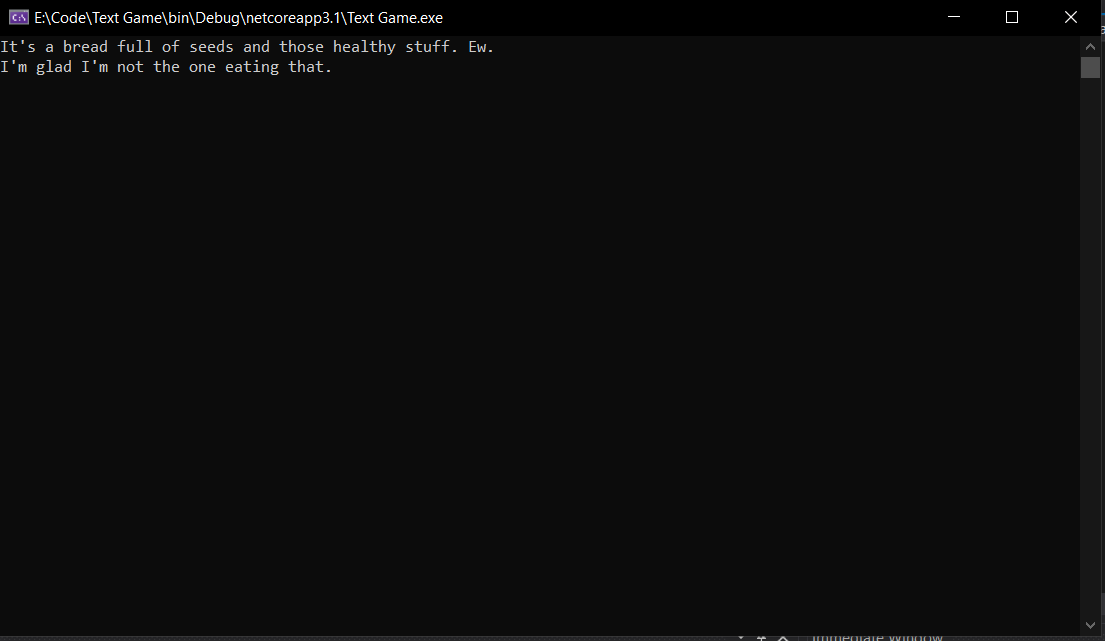 E:\Code\Text Game\bin\Debug\netcoreapp3.1\Text Game.exe
It's a bread full of seeds and those healthy stuff. Ew.
I'm glad I'm not the one eating that.
Immediate Window